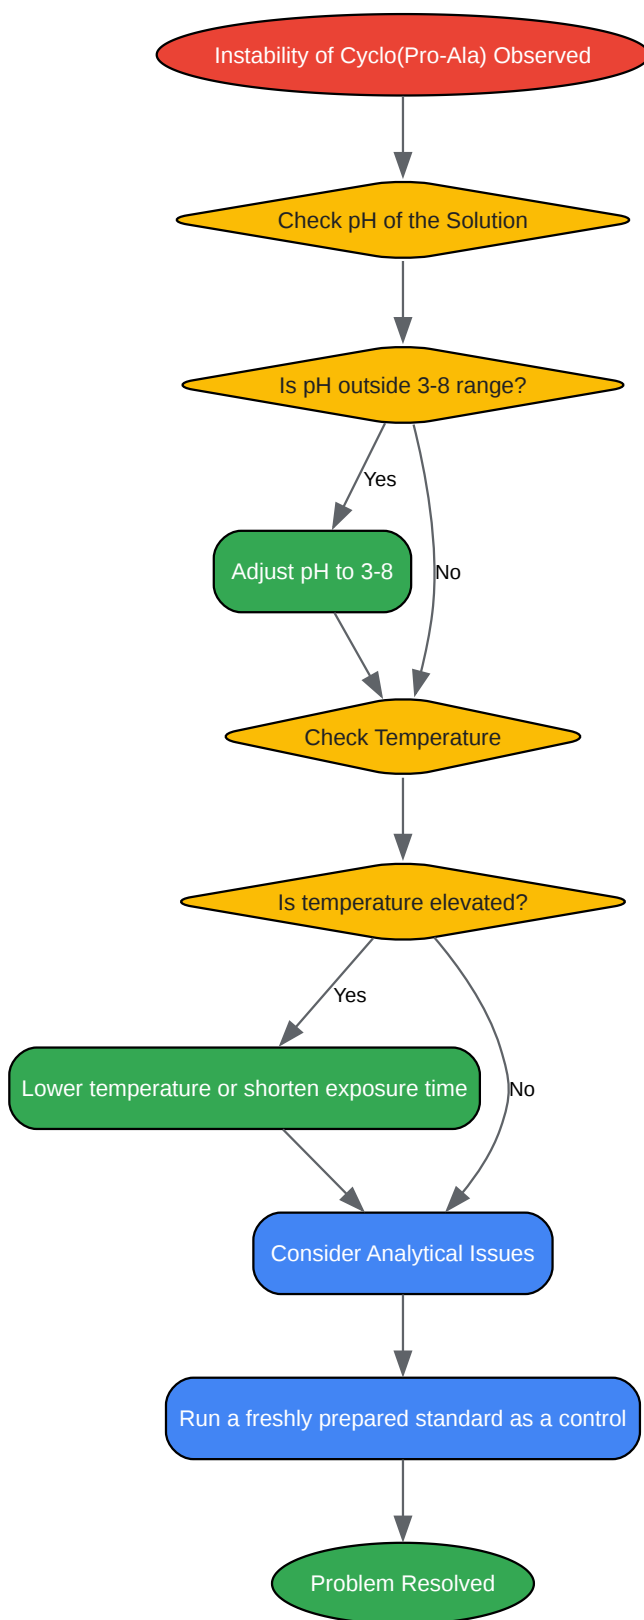 Instability of Cyclo(Pro-Ala) Observed
Check pH of the Solution
Is pH outside 3-8 range?
Yes
Adjust pH to 3-8
No
Check Temperature
Is temperature elevated?
Yes
Lower temperature or shorten exposure time
No
Consider Analytical Issues
Run a freshly prepared standard as a control
Problem Resolved